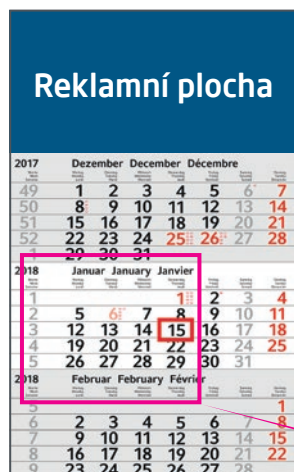 Reklamní plocha
2017 Dezember December Décembre
49 1 2 3 4 5 6 7
50 8 9 10 11 12 13 14
51 15 16 17 18 19 20 21
52 22 23 24 25 26 27 28
1 29 30 31
2018 Januar January Janvier
1 1 2 3 4
2 5 6 7 8 9 10 11
3 12 13 14 15 16 17 18
4 19 20 21 22 23 24 25
5 26 27 28 29 30 31
2018 Februar February Févrie
5 1
6 2 3 4 5 6 7 8
7 9 10 11 12 13 14 15
8 16 17 18 19 20 21 22
9 23 24 25 26 27 28